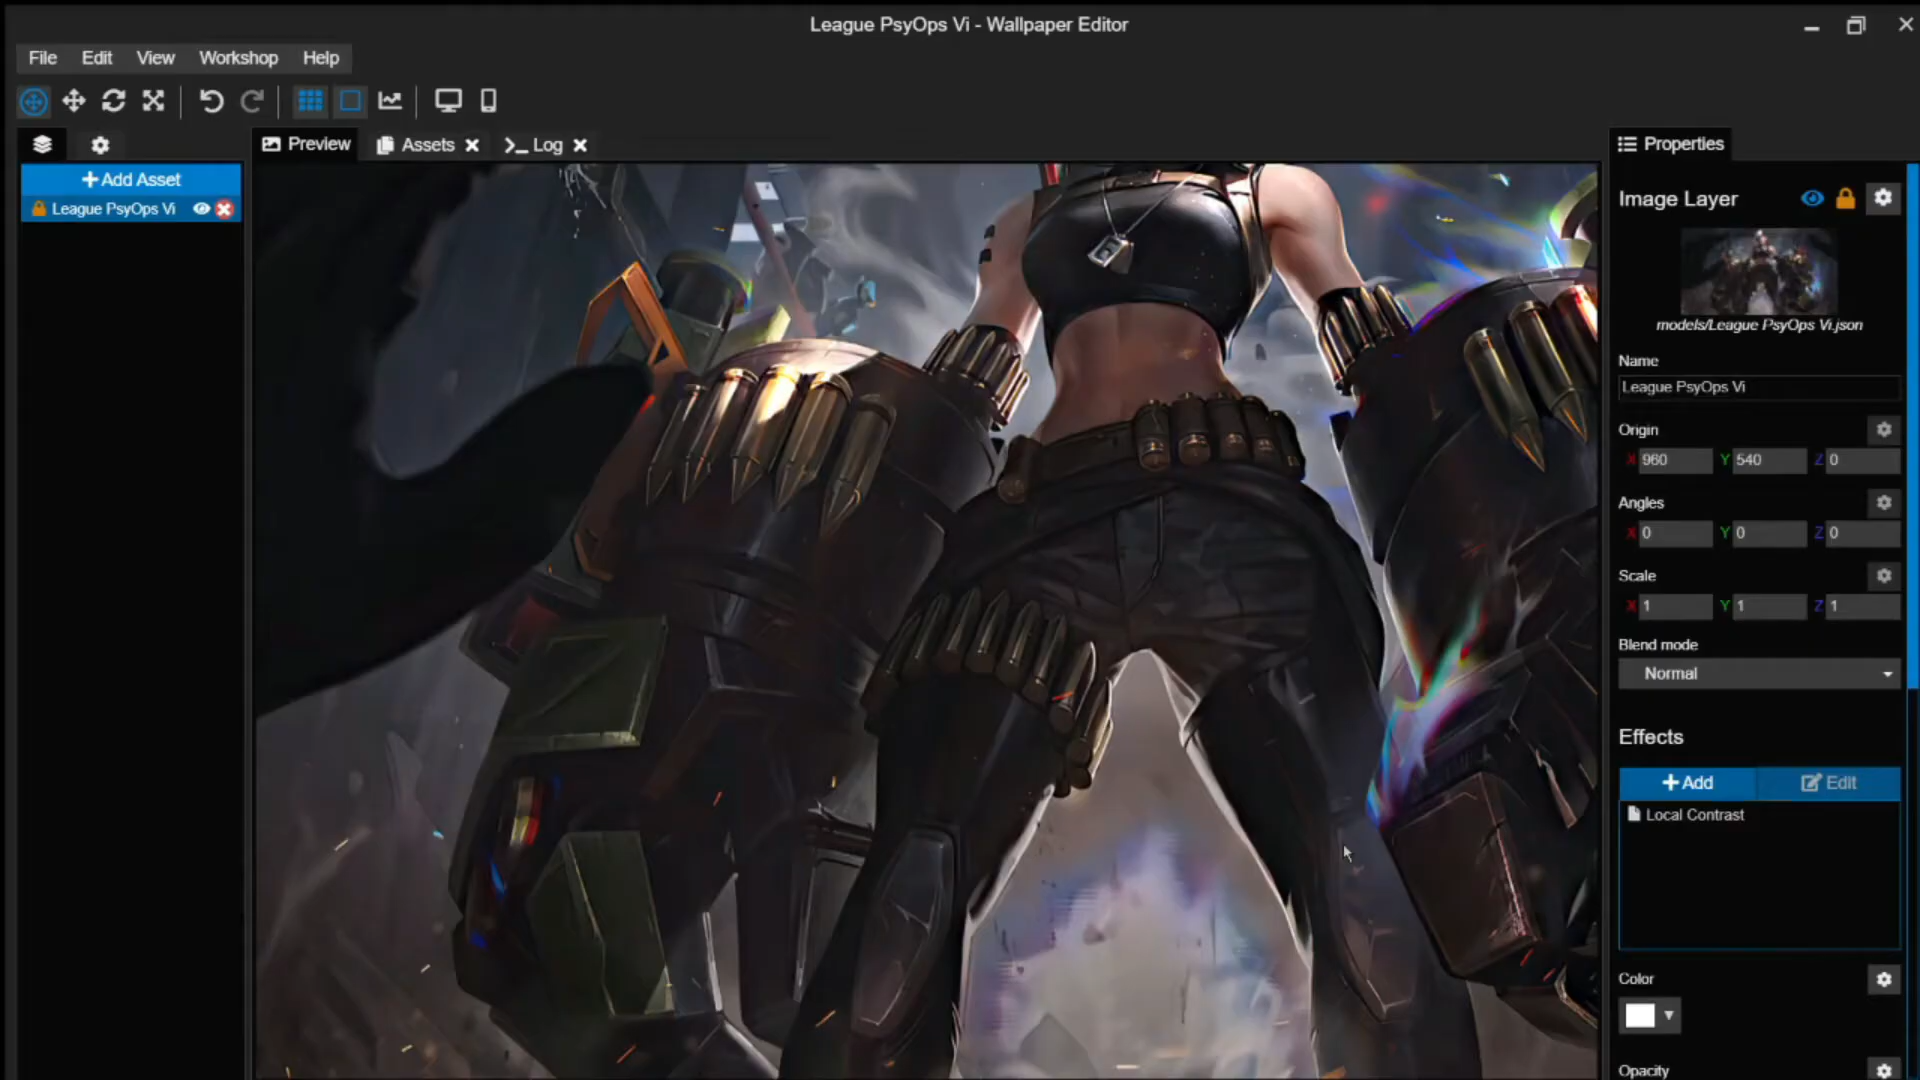 League PsyOps Vi - Wallpaper Editor
File Edit View Workshop Help
Preview Assets Log
Properties
Add Asset
League PsyOps Vi
Image Layer
models/League PsyOps Vi.json
Name
League PsyOps Vi
Origin
X 960 Y 540 Z 0
Angles
X 0 Y 0 Z 0
Scale
X 1 Y 1 Z 1
Blend mode
Normal
Effects
Add Edit
Local Contrast
Color
Opacity